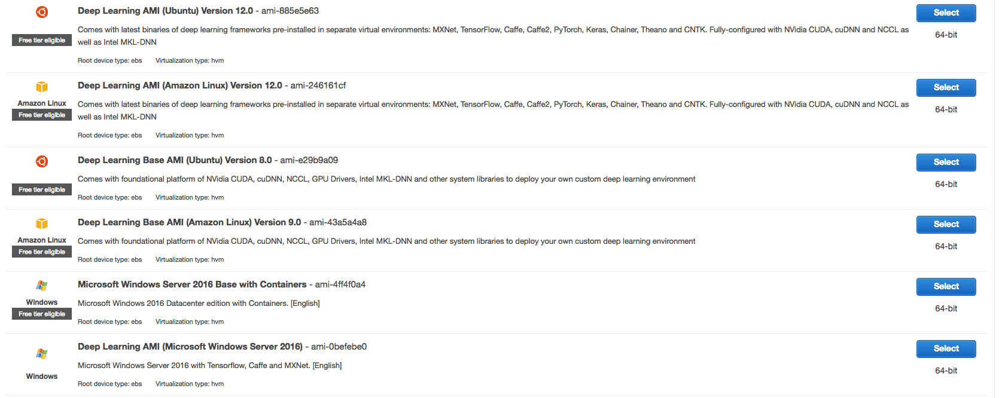 Deep Learning AMI (Ubuntu) Version 12.0 - ami-885e5e63
Select
Comes with latest binaries of deep learning frameworks pre-installed in separate virtual environments: MXNet, TensorFlow, Caffe, Caffe2, PyTorch, Keras, Chainer, Theano and CNTK. Fully-configured with NVidia CUDA, cuDNN and NCCL as
64-bit
Free tier eligible
well as Intel MKL-DNN
Root device type: ebs Virtualization type: hvm
Deep Learning AMI (Amazon Linux) Version 12.0 - ami-246161cf
Select
Amazon Linux
Comes with latest binaries of deep learning frameworks pre-installed in separate virtual environments: MXNet, TensorFlow, Caffe, Caffe2, PyTorch, Keras, Chainer, Theano and CNTK. Fully-configured with NVidia CUDA, cuDNN and NCCL as
64-bit
Free tier eligible
well as Intel MKL-DNN
Root device type: ebs Virtualization type: hvm
Deep Learning Base AMI (Ubuntu) Version 8.0 - ami-e29b9a09
Select
Comes with foundational platform of NVidia CUDA, cuDNN, NCCL, GPU Drivers, Intel MKL-DNN and other system libraries to deploy your own custom deep learning environment
64-bit
Free tier eligible
Root device type: ebs Virtualization type: hvm
Deep Learning Base AMI (Amazon Linux) Version 9.0 - ami-43a5a4a8
Select
Amazon Linux
Comes with foundational platform of NVidia CUDA, cuDNN, NCCL, GPU Drivers, Intel MKL-DNN and other system libraries to deploy your own custom deep learning environment
64-bit
Free tier eligible
Root device type: ebs Virtualization type: hvm
Microsoft Windows Server 2016 Base with Containers - ami-4ff4f0a4
Select
Windows
Microsoft Windows 2016 Datacenter edition with Containers. [English]
64-bit
Free tier eligible
Root device type: ebs Virtualization type: hvm
Deep Learning AMI (Microsoft Windows Server 2016) - ami-0befebe0
Select
Microsoft Windows Server 2016 with Tensorflow, Caffe and MXNet. [English]
64-bit
Windows
Root device type: ebs Virtualization type: hvm